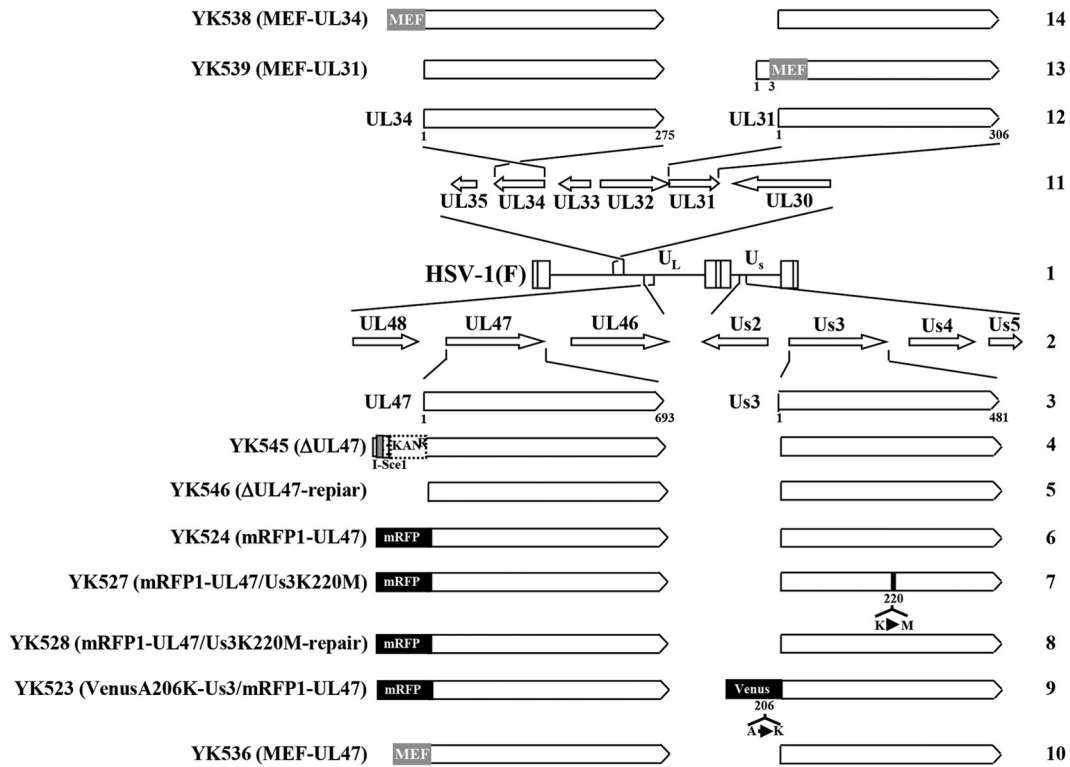 YK538 (MEF-UL34) MEF 14
YK539 (MEF-UL31) MEF 13
1 3
UL34 UL31 12
1 275 1 306
11
UL35 UL34 UL33 UL32 UL31 UL30
HSV-1(F) UL Us 1
UL48 UL47 UL46 Us2 Us3 Us4 Us5
2
UL47 Us3 3
1 693 1 481
YK545 (ΔUL47) KANR 4
I-Sce1
YK546 (ΔUL47-repiar) 5
YK524 (mRFP1-UL47) mRFP 6
YK527 (mRFP1-UL47/Us3K220M) mRFP 7
220
K M
YK528 (mRFP1-UL47/Us3K220M-repair) mRFP 8
YK523 (VenusA206K-Us3/mRFP1-UL47) mRFP Venus 9
206
A K
YK536 (MEF-UL47) MEF 10